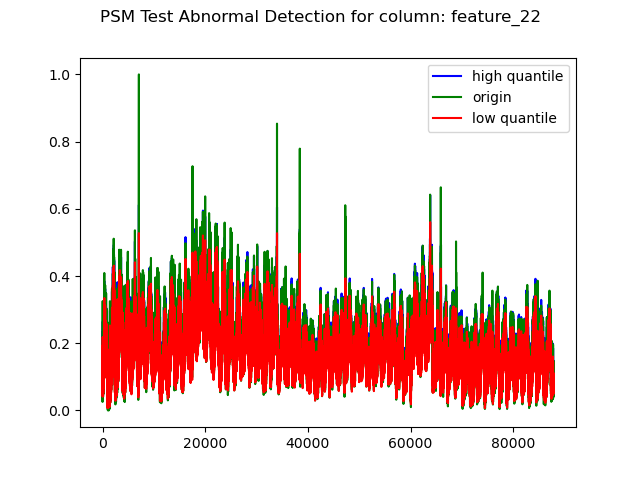 PSM Test Abnormal Detection for column: feature_22
high quantile
origin
low quantile
1.0
0.8
0.6
0.4
0.2
0.0
0 20000 40000 60000 80000